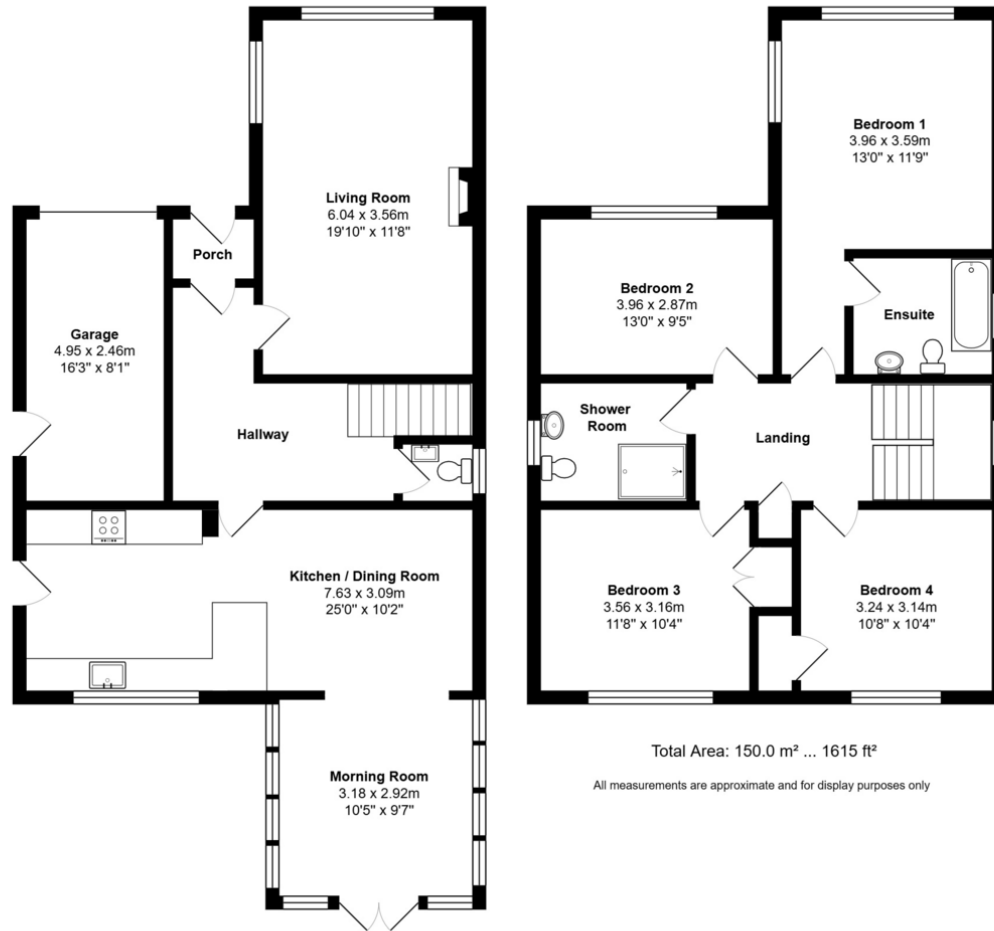 Living Room
6.04 x 3.56m
19'10" x 11'8"
Porch
Garage
4.95 x 2.46m
16'3" x 8'1"
Hallway
Kitchen / Dining Room
7.63 x 3.09m
25'0" x 10'2"
Morning Room
3.18 x 2.92m
10'5" x 9'7"
Bedroom 1
3.96 x 3.59m
13'0" x 11'9"
Bedroom 2
3.96 x 2.87m
13'0" x 9'5"
Ensuite
Shower
Room
Landing
Bedroom 3
3.56 x 3.16m
11'8" x 10'4"
Bedroom 4
3.24 x 3.14m
10'8" x 10'4"
Total Area: 150.0 m² ... 1615 ft²
All measurements are approximate and for display purposes only